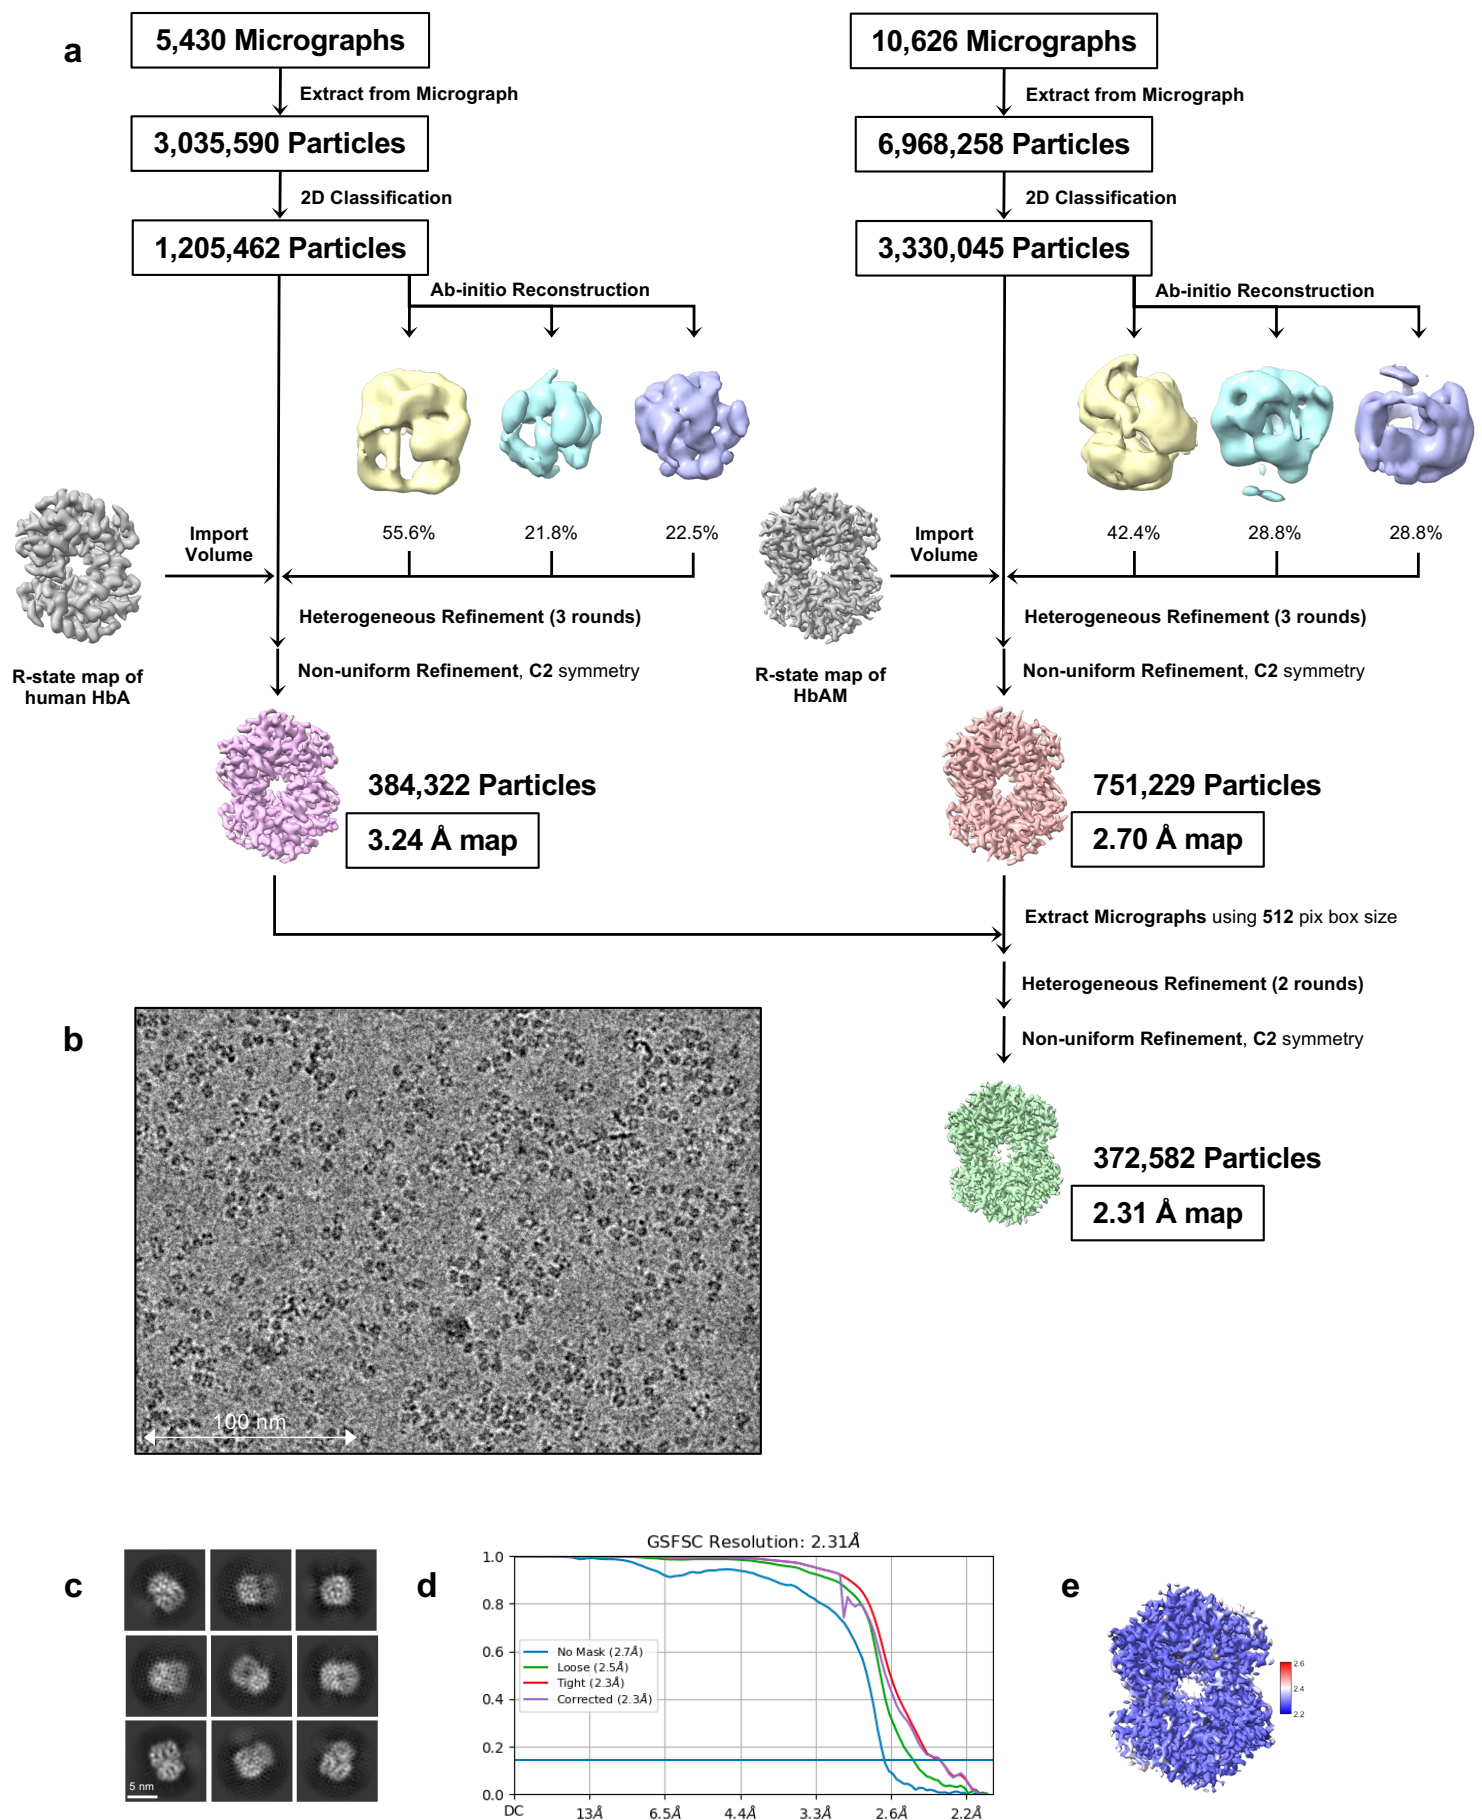 a
5,430 Micrographs
Extract from Micrograph
3,035,590 Particles
2D Classification
1,205,462 Particles
Ab-initio Reconstruction
55.6%
21.8%
22.5%
Import
Volume
R-state map of
human HbA
Heterogeneous Refinement (3 rounds)
Non-uniform Refinement, C2 symmetry
384,322 Particles
3.24 Å map
10,626 Micrographs
Extract from Micrograph
6,968,258 Particles
2D Classification
3,330,045 Particles
Ab-initio Reconstruction
42.4%
28.8%
28.8%
Import
Volume
R-state map of
HbAM
Heterogeneous Refinement (3 rounds)
Non-uniform Refinement, C2 symmetry
751,229 Particles
2.70 Å map
Extract Micrographs using 512 pix box size
Heterogeneous Refinement (2 rounds)
Non-uniform Refinement, C2 symmetry
372,582 Particles
2.31 Å map
b
100 nm
c
5 nm
d
GSFSC Resolution: 2.31Å
1.0
0.8
0.6
0.4
0.2
0.0
No Mask (2.7Å)
Loose (2.5Å)
Tight (2.3Å)
Corrected (2.3Å)
DC 13Å 6.5Å 4.4Å 3.3Å 2.6Å 2.2Å
e
2.6
2.4
2.2